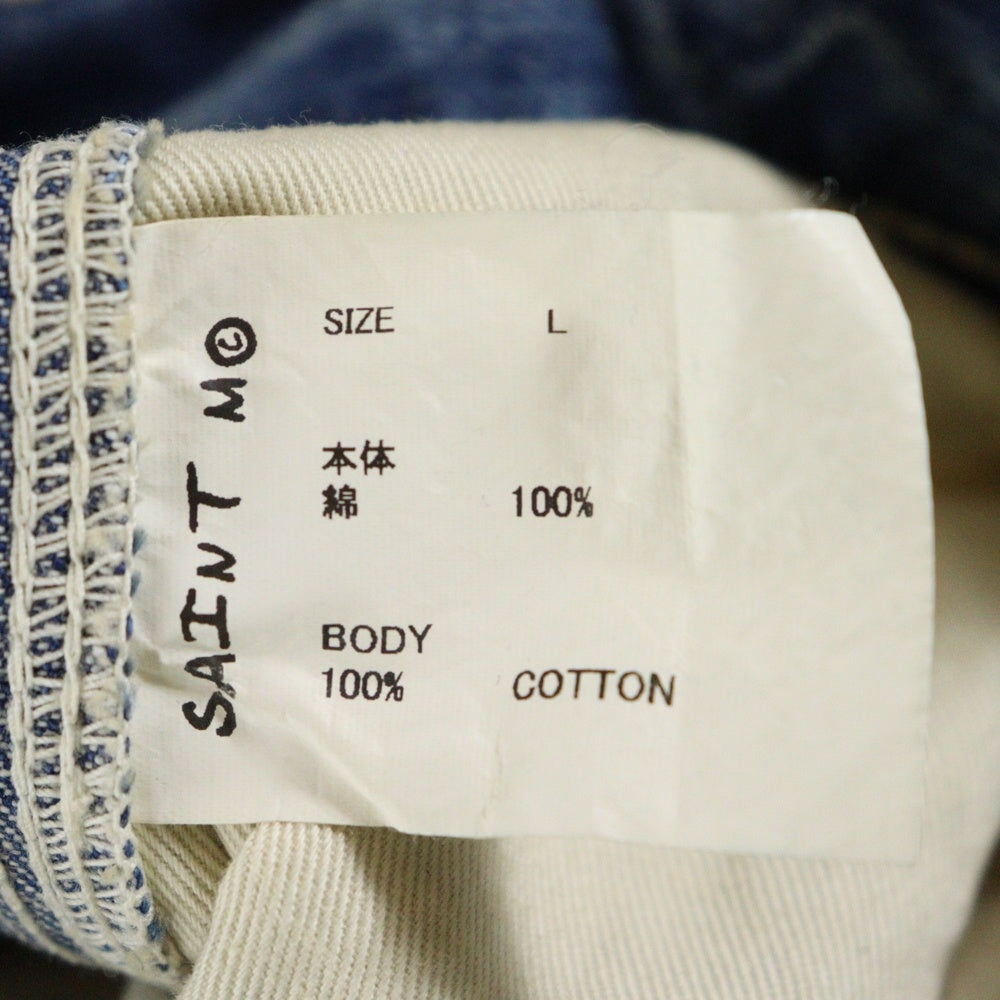 SAINT M©
SIZE L
本体
綿 100%
BODY
100% COTTON